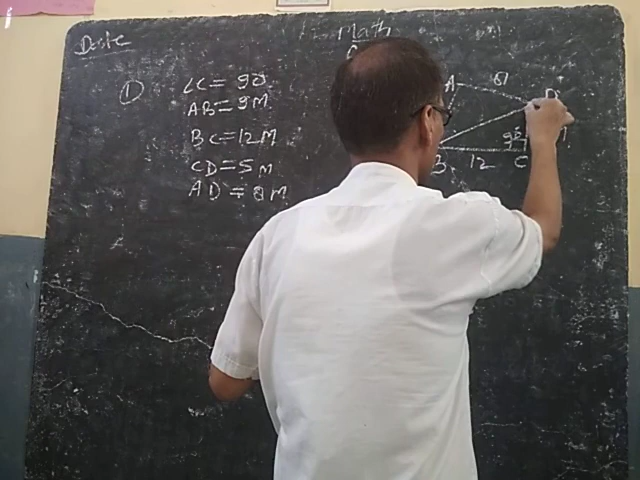 Date
Math
① ∠C = 90
AB = 9M
BC = 12M
CD = 5M
AD = 8M
A
B 12 C